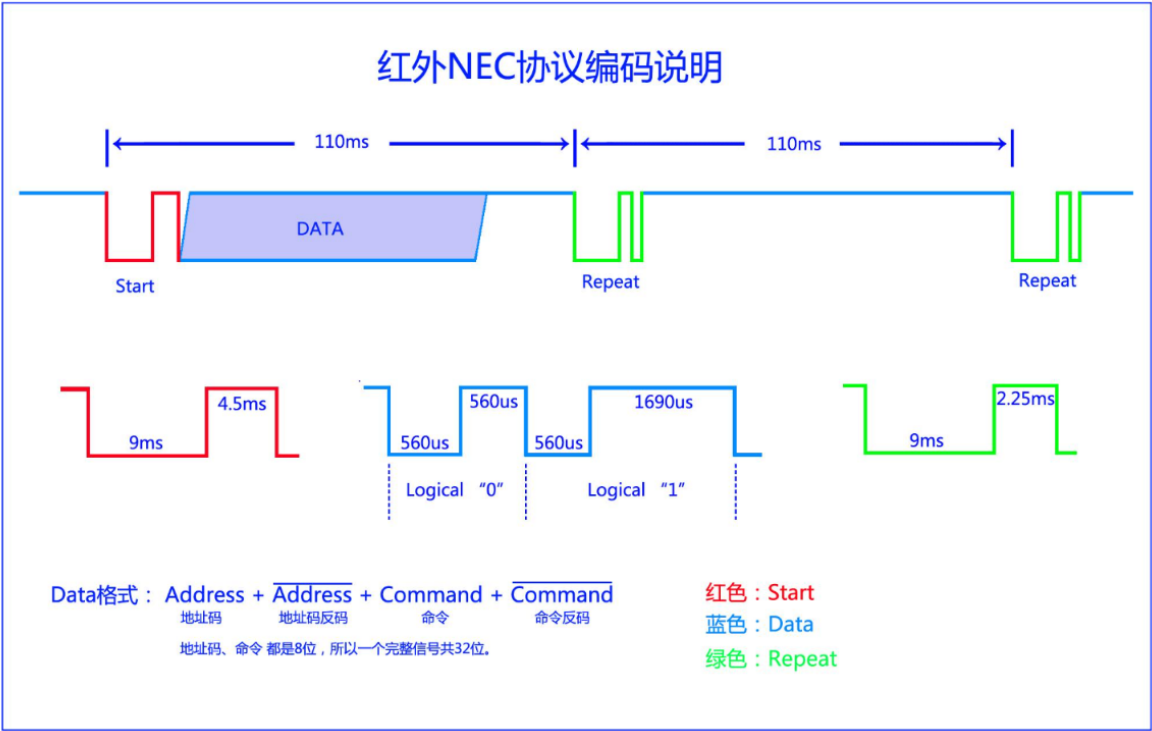 红外NEC协议编码说明
110ms 110ms
DATA
Start Repeat Repeat
4.5ms 560us 1690us 2.25ms
9ms 560us 560us 9ms
Logical “0” Logical “1”
Data格式： Address + Address + Command + Command
地址码 地址码反码 命令 命令反码
地址码、命令 都是8位，所以一个完整信号共32位。
红色：Start
蓝色：Data
绿色：Repeat